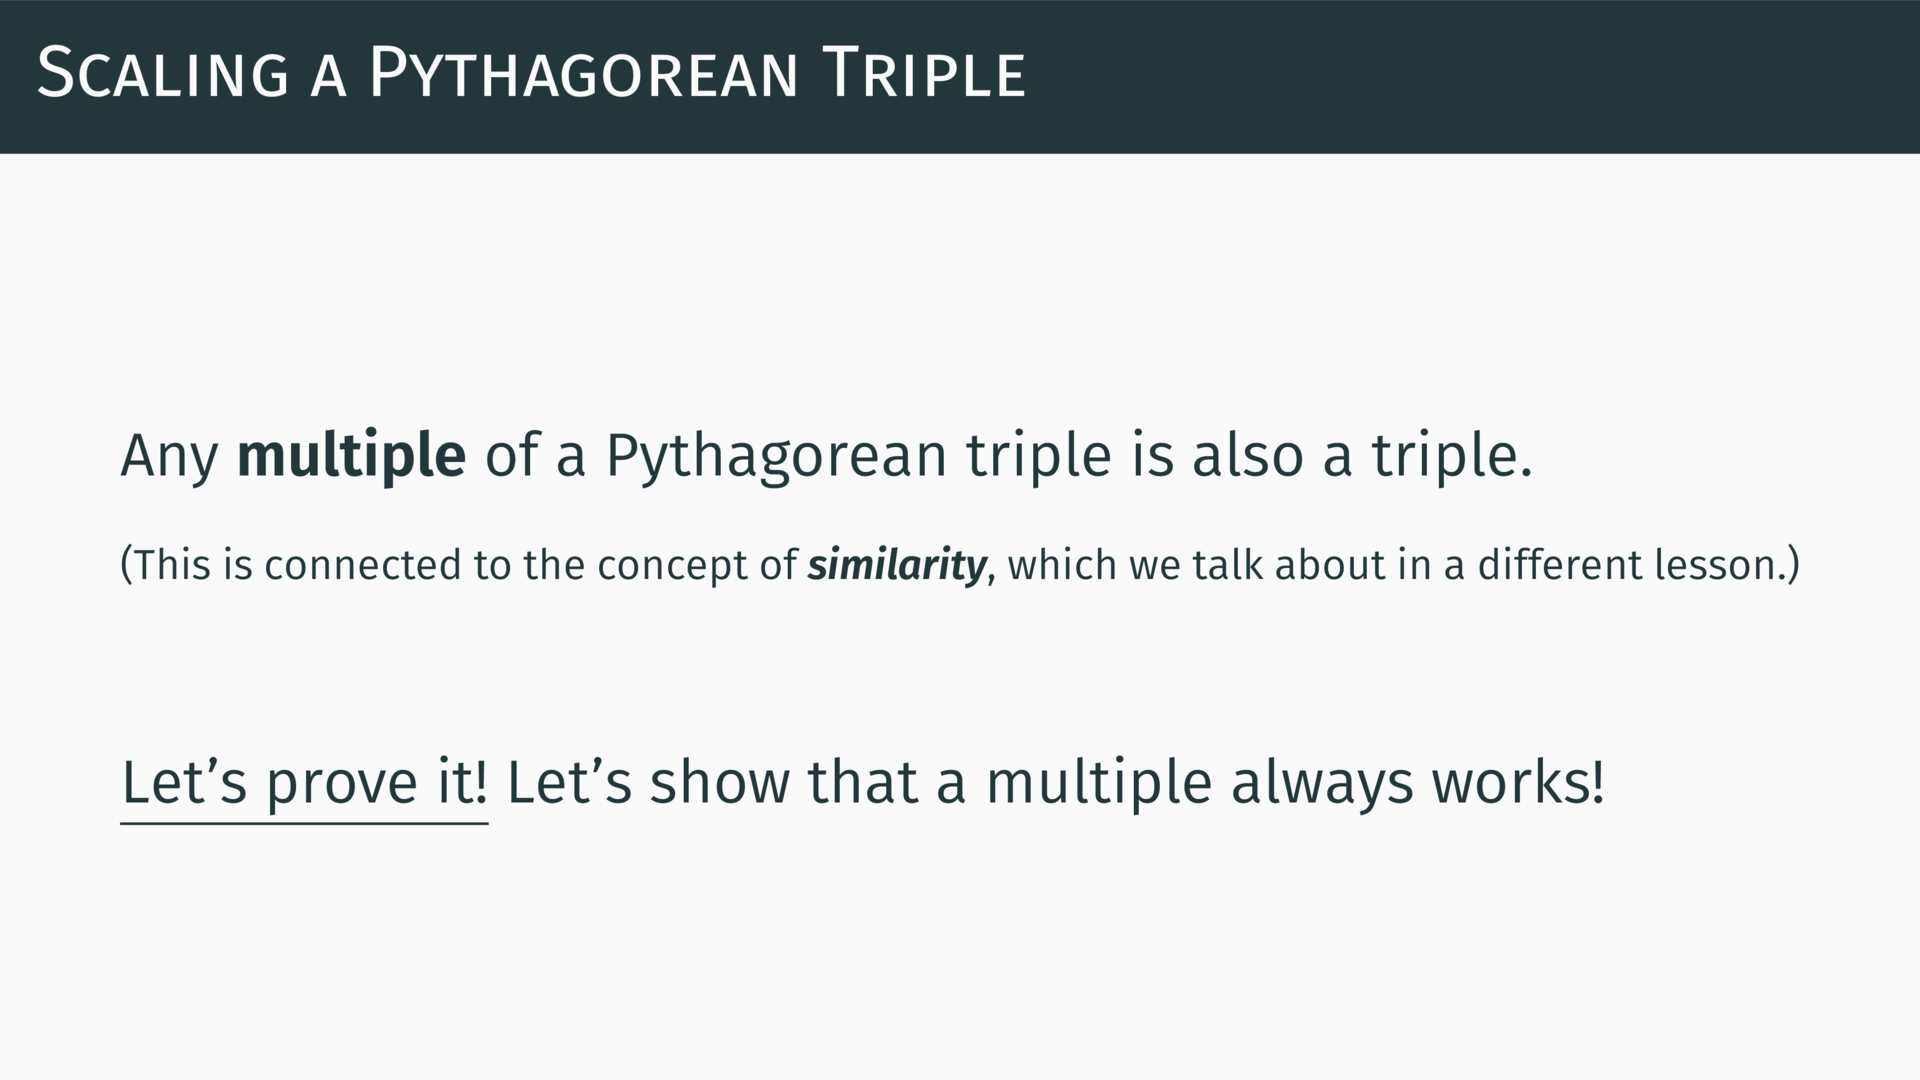 Scaling a Pythagorean Triple
Any multiple of a Pythagorean triple is also a triple.
(This is connected to the concept of similarity, which we talk about in a different lesson.)
Let’s prove it! Let’s show that a multiple always works!